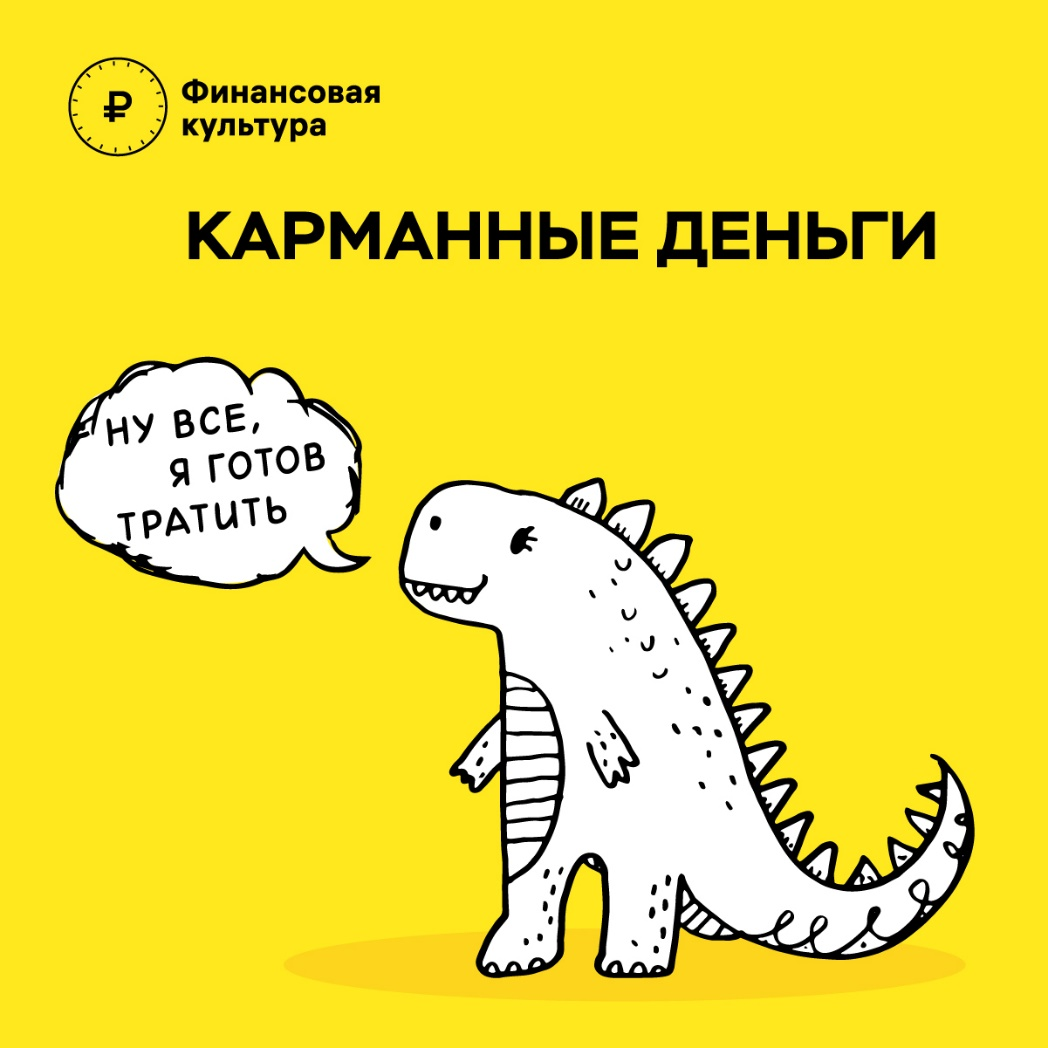 ₽
Финансовая
культура
КАРМАННЫЕ ДЕНЬГИ
НУ ВСЕ,
Я ГОТОВ
ТРАТИТЬ